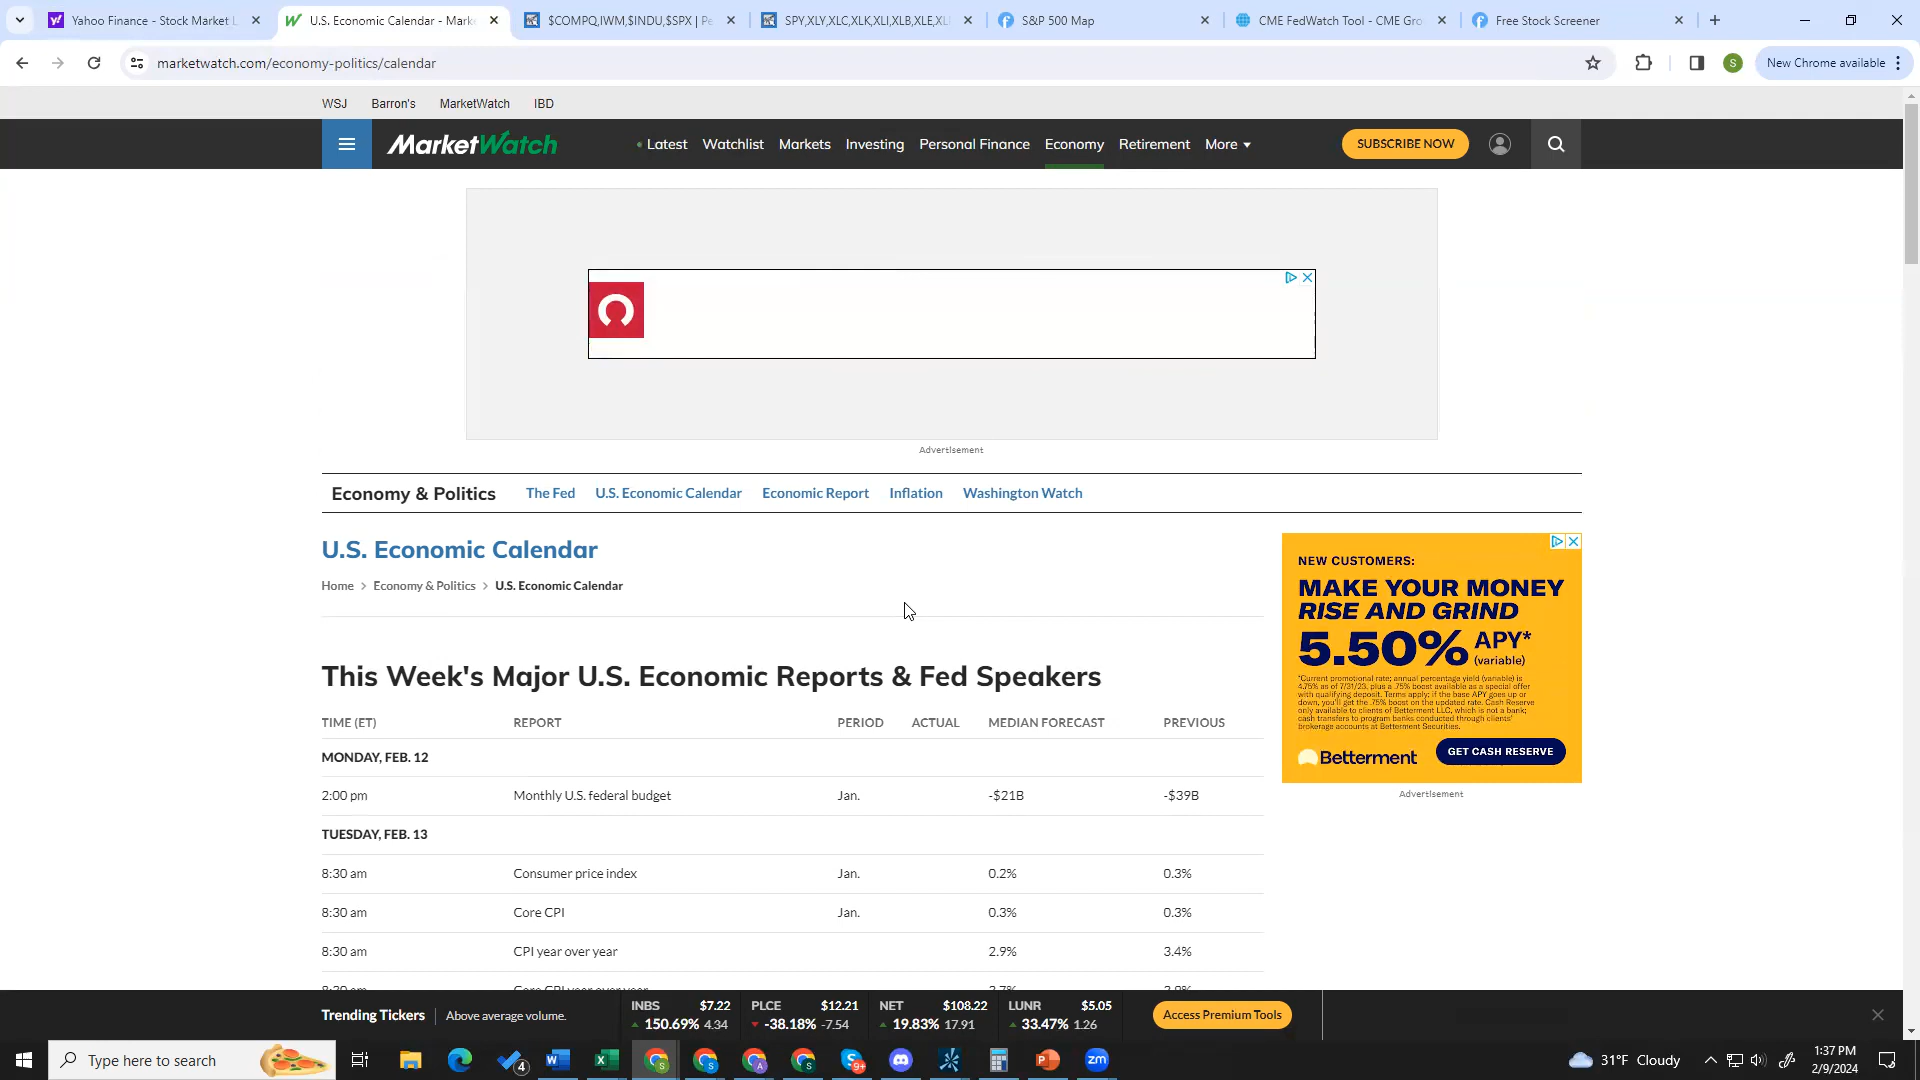 Yahoo Finance - Stock Market L
U.S. Economic Calendar - Marke
$COMPQ,IWM,$INDU,$SPX | Pe
SPY,XLY,XLC,XLK,XLI,XLB,XLE,XL
S&P 500 Map
CME FedWatch Tool - CME Gro
Free Stock Screener
marketwatch.com/economy-politics/calendar
S
New Chrome available
WSJ Barron's MarketWatch IBD
MarketWatch
Latest Watchlist Markets Investing Personal Finance Economy Retirement More
SUBSCRIBE NOW
Advertisement
Economy & Politics The Fed U.S. Economic Calendar Economic Report Inflation Washington Watch
U.S. Economic Calendar
Home > Economy & Politics > U.S. Economic Calendar
This Week's Major U.S. Economic Reports & Fed Speakers
TIME (ET) REPORT PERIOD ACTUAL MEDIAN FORECAST PREVIOUS
MONDAY, FEB. 12
2:00 pm Monthly U.S. federal budget Jan. -$21B -$39B
TUESDAY, FEB. 13
8:30 am Consumer price index Jan. 0.2% 0.3%
8:30 am Core CPI Jan. 0.3% 0.3%
8:30 am CPI year over year 2.9% 3.4%
NEW CUSTOMERS:
MAKE YOUR MONEY
RISE AND GRIND
5.50% APY*
(variable)
*Current promotional rate; annual percentage yield (variable) is
4.75% as of 7/31/23, plus a .75% boost available as a special offer
with qualifying deposit. Terms apply; if the base APY goes up or
down, you'll get the .75% boost on the updated rate. Cash Reserve
only available to clients of Betterment LLC, which is not a bank;
cash transfers to program banks conducted through clients'
brokerage accounts at Betterment Securities.
Betterment
GET CASH RESERVE
Advertisement
Trending Tickers Above average volume.
INBS $7.22
150.69% 4.34
PLCE $12.21
-38.18% -7.54
NET $108.22
19.83% 17.91
LUNR $5.05
33.47% 1.26
Access Premium Tools
Type here to search
4
9+
zm
31°F Cloudy
1:37 PM
2/9/2024